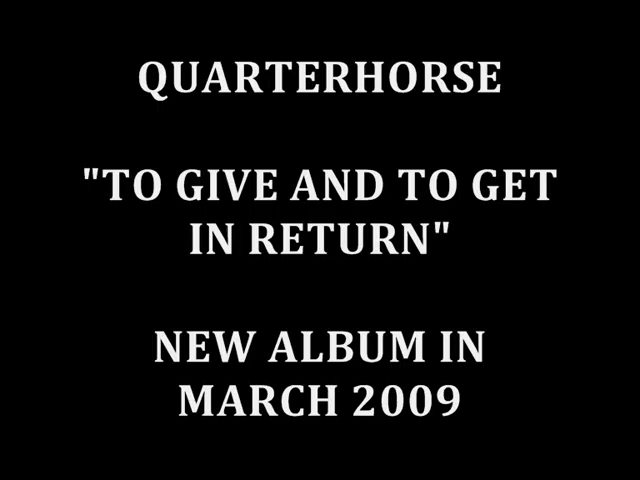 QUARTERHORSE
"TO GIVE AND TO GET
IN RETURN"
NEW ALBUM IN
MARCH 2009